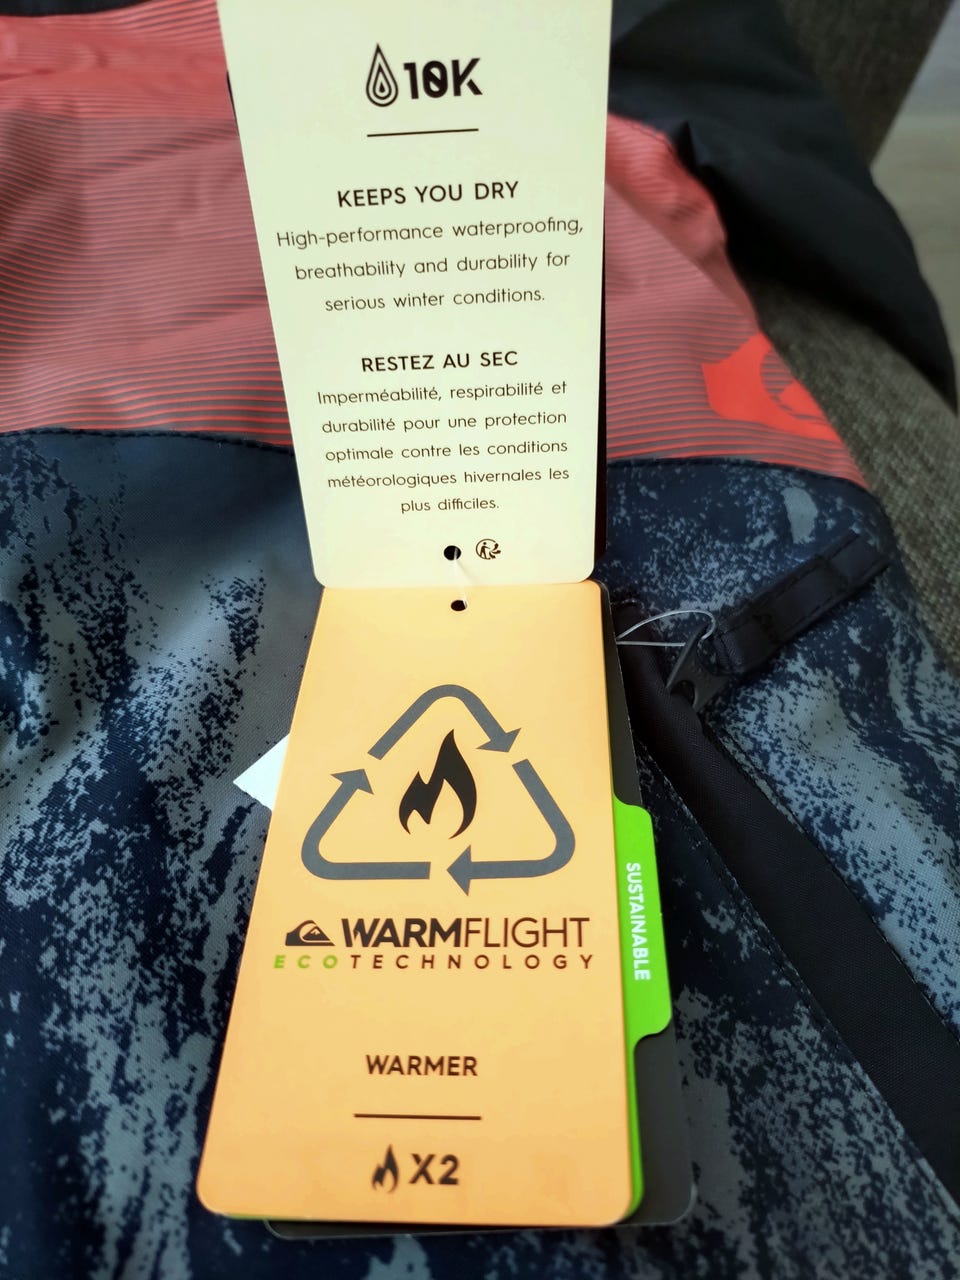 10K
KEEPS YOU DRY
High-performance waterproofing,
breathability and durability for
serious winter conditions.
RESTEZ AU SEC
Imperméabilité, respirabilité et
durabilité pour une protection
optimale contre les conditions
météorologiques hivernales les
plus difficiles.
WARMFLIGHT
ECOTECHNOLOGY
SUSTAINABLE
WARMER
X2